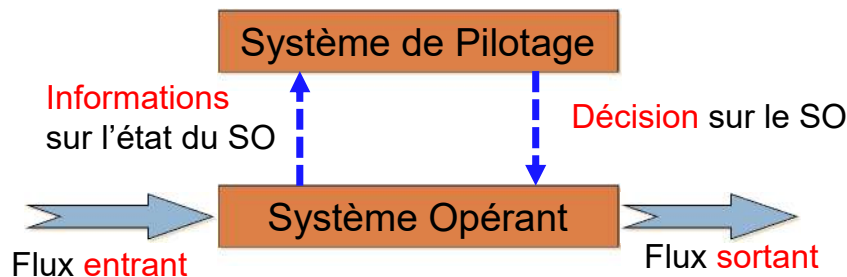 Système de Pilotage
Informations
sur l'état du SO
Décision sur le SO
Système Opérant
Flux entrant
Flux sortant